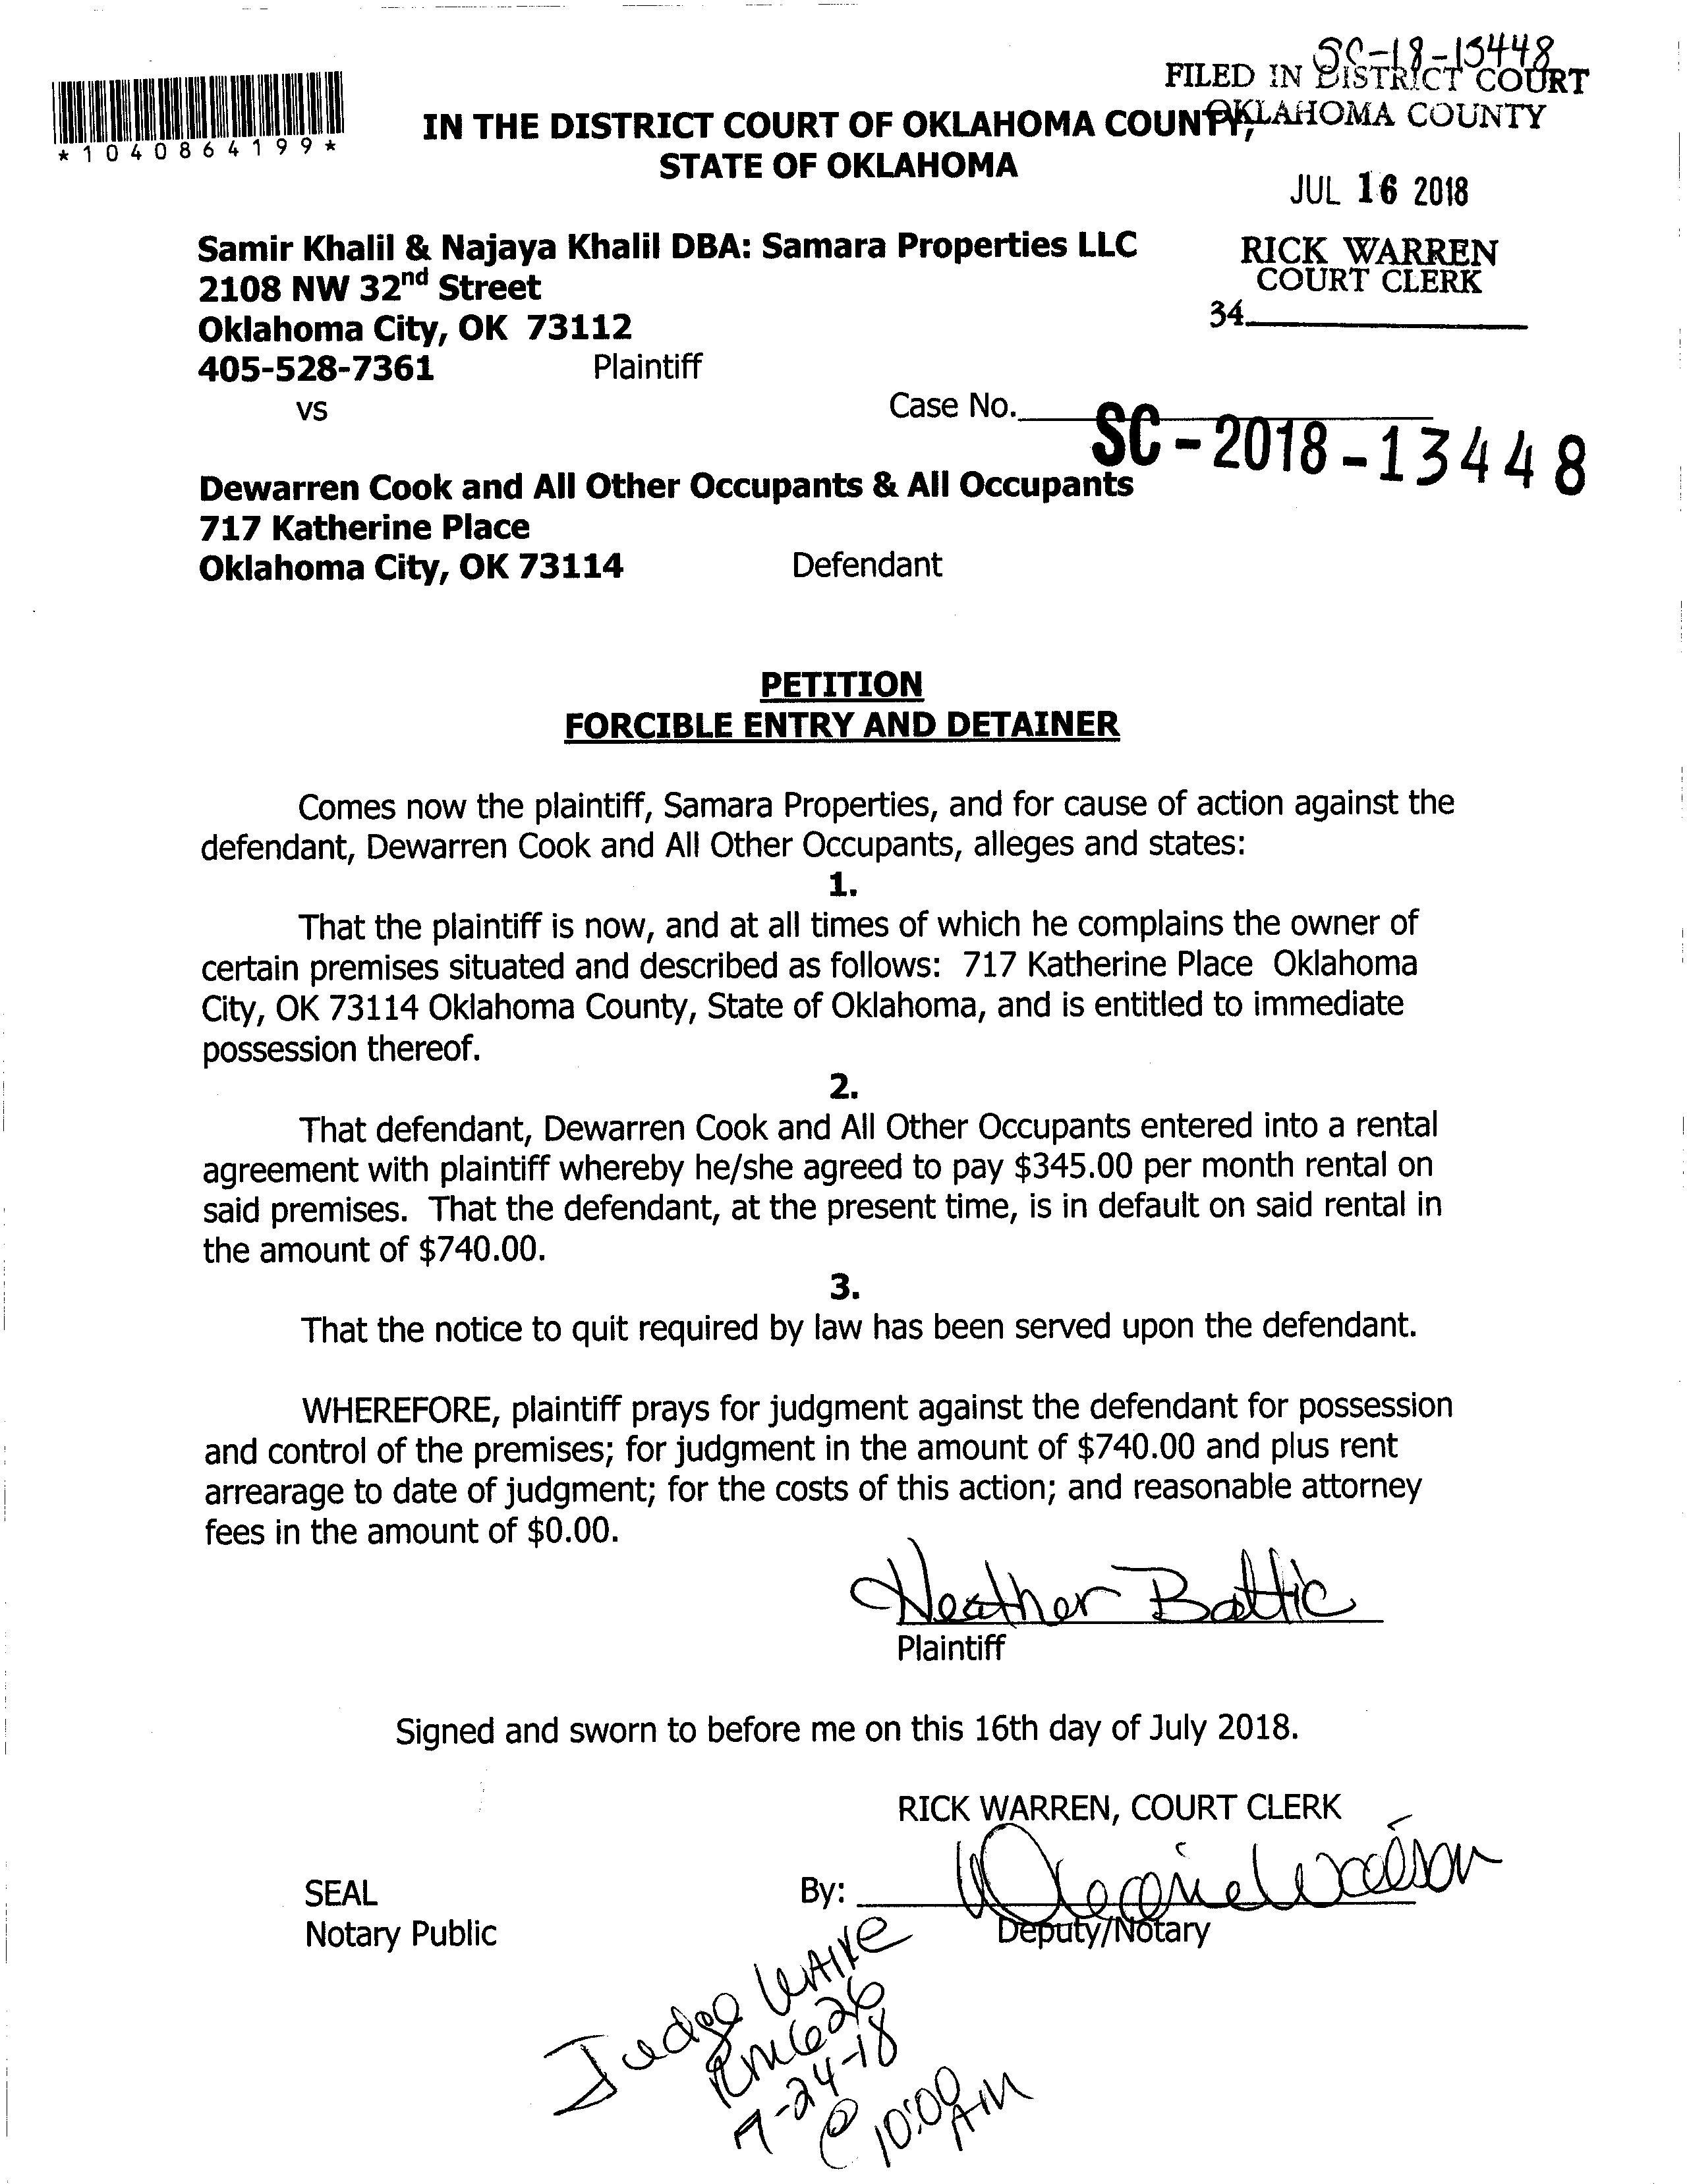 SC-18-13448
FILED IN DISTRICT COURT
OKLAHOMA COUNTY
*1040864199*
IN THE DISTRICT COURT OF OKLAHOMA COUNTY,
STATE OF OKLAHOMA
JUL 16 2018
Samir Khalil & Najaya Khalil DBA: Samara Properties LLC
RICK WARREN
COURT CLERK
2108 NW 32nd Street
34
Oklahoma City, OK 73112
405-528-7361 Plaintiff
vs
Case No. SC-2018-13448
Dewarren Cook and All Other Occupants & All Occupants
717 Katherine Place
Oklahoma City, OK 73114 Defendant
PETITION
FORCIBLE ENTRY AND DETAINER
Comes now the plaintiff, Samara Properties, and for cause of action against the
defendant, Dewarren Cook and All Other Occupants, alleges and states:
1.
That the plaintiff is now, and at all times of which he complains the owner of
certain premises situated and described as follows: 717 Katherine Place Oklahoma
City, OK 73114 Oklahoma County, State of Oklahoma, and is entitled to immediate
possession thereof.
2.
That defendant, Dewarren Cook and All Other Occupants entered into a rental
agreement with plaintiff whereby he/she agreed to pay $345.00 per month rental on
said premises. That the defendant, at the present time, is in default on said rental in
the amount of $740.00.
3.
That the notice to quit required by law has been served upon the defendant.
WHEREFORE, plaintiff prays for judgment against the defendant for possession
and control of the premises; for judgment in the amount of $740.00 and plus rent
arrearage to date of judgment; for the costs of this action; and reasonable attorney
fees in the amount of $0.00.
Heather Battic
Plaintiff
Signed and sworn to before me on this 16th day of July 2018.
RICK WARREN, COURT CLERK
SEAL
By:
Notary Public
Deputy/Notary
Judge
Rm 626
7-24-18
@ 10:00 AM